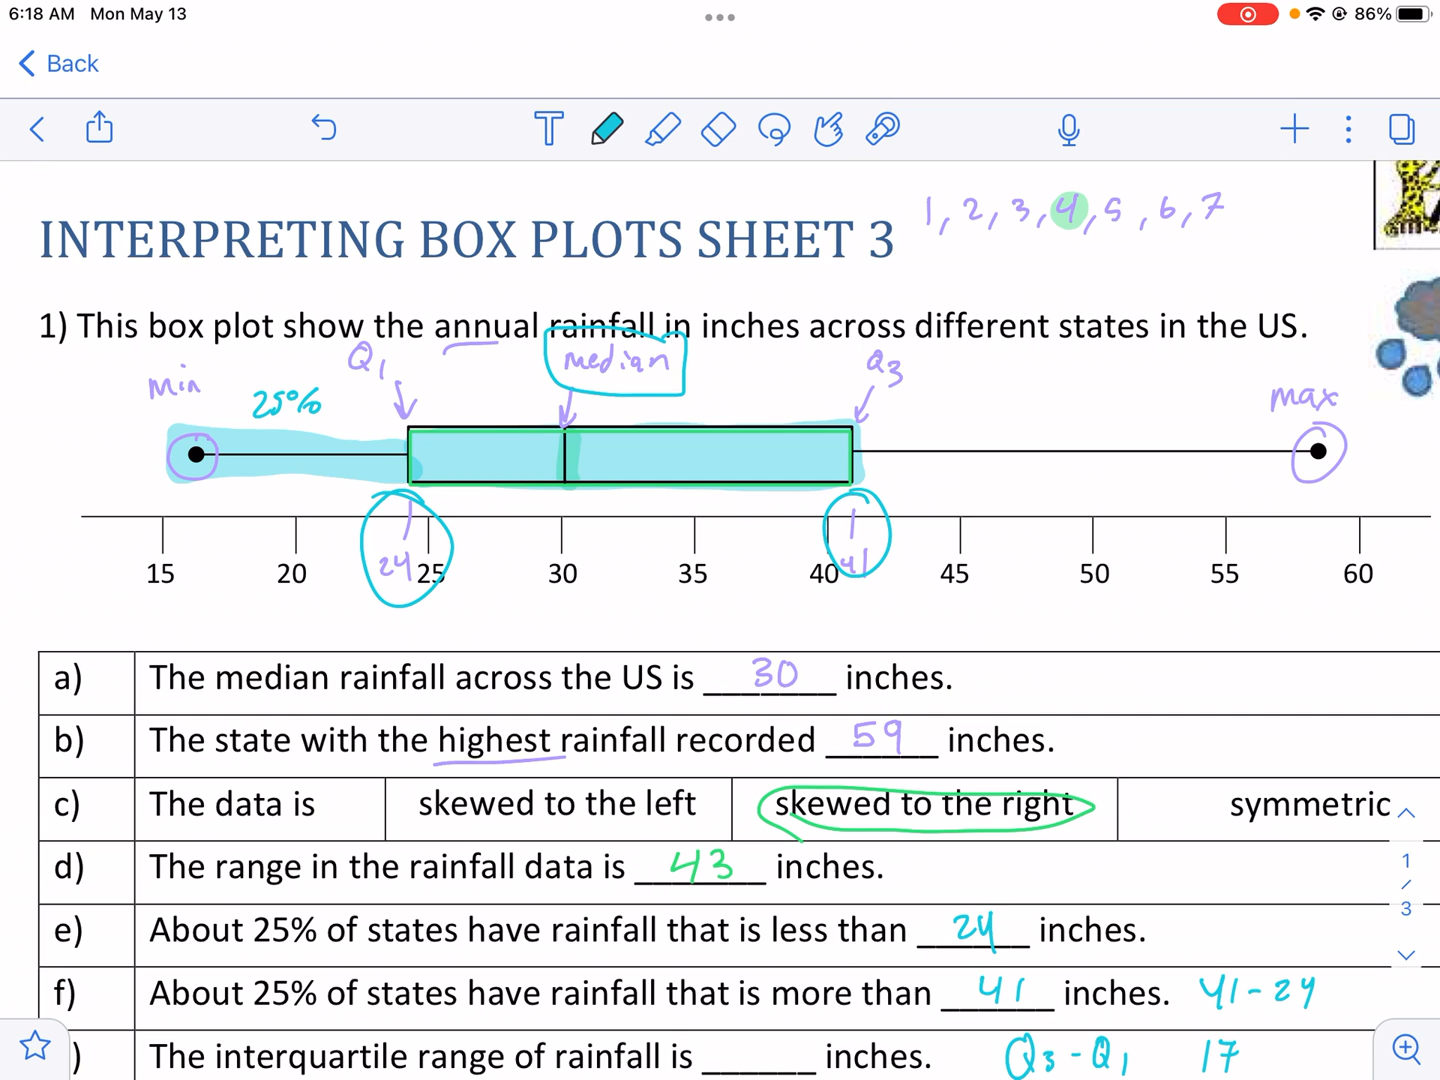 6:18 AM Mon May 13
86%
Back
T
1, 2, 3, 4, 5, 6, 7
INTERPRETING BOX PLOTS SHEET 3
1) This box plot show the annual rainfall in inches across different states in the US.
Q1 median Q3
min 25% max
24 41
15 20 25 30 35 40 45 50 55 60
a) The median rainfall across the US is 30 inches.
b) The state with the highest rainfall recorded 59 inches.
c) The data is skewed to the left skewed to the right symmetric
d) The range in the rainfall data is 43 inches.
1
/
3
e) About 25% of states have rainfall that is less than 24 inches.
f) About 25% of states have rainfall that is more than 41 inches. 41-24
) The interquartile range of rainfall is ______ inches. Q3-Q1 17